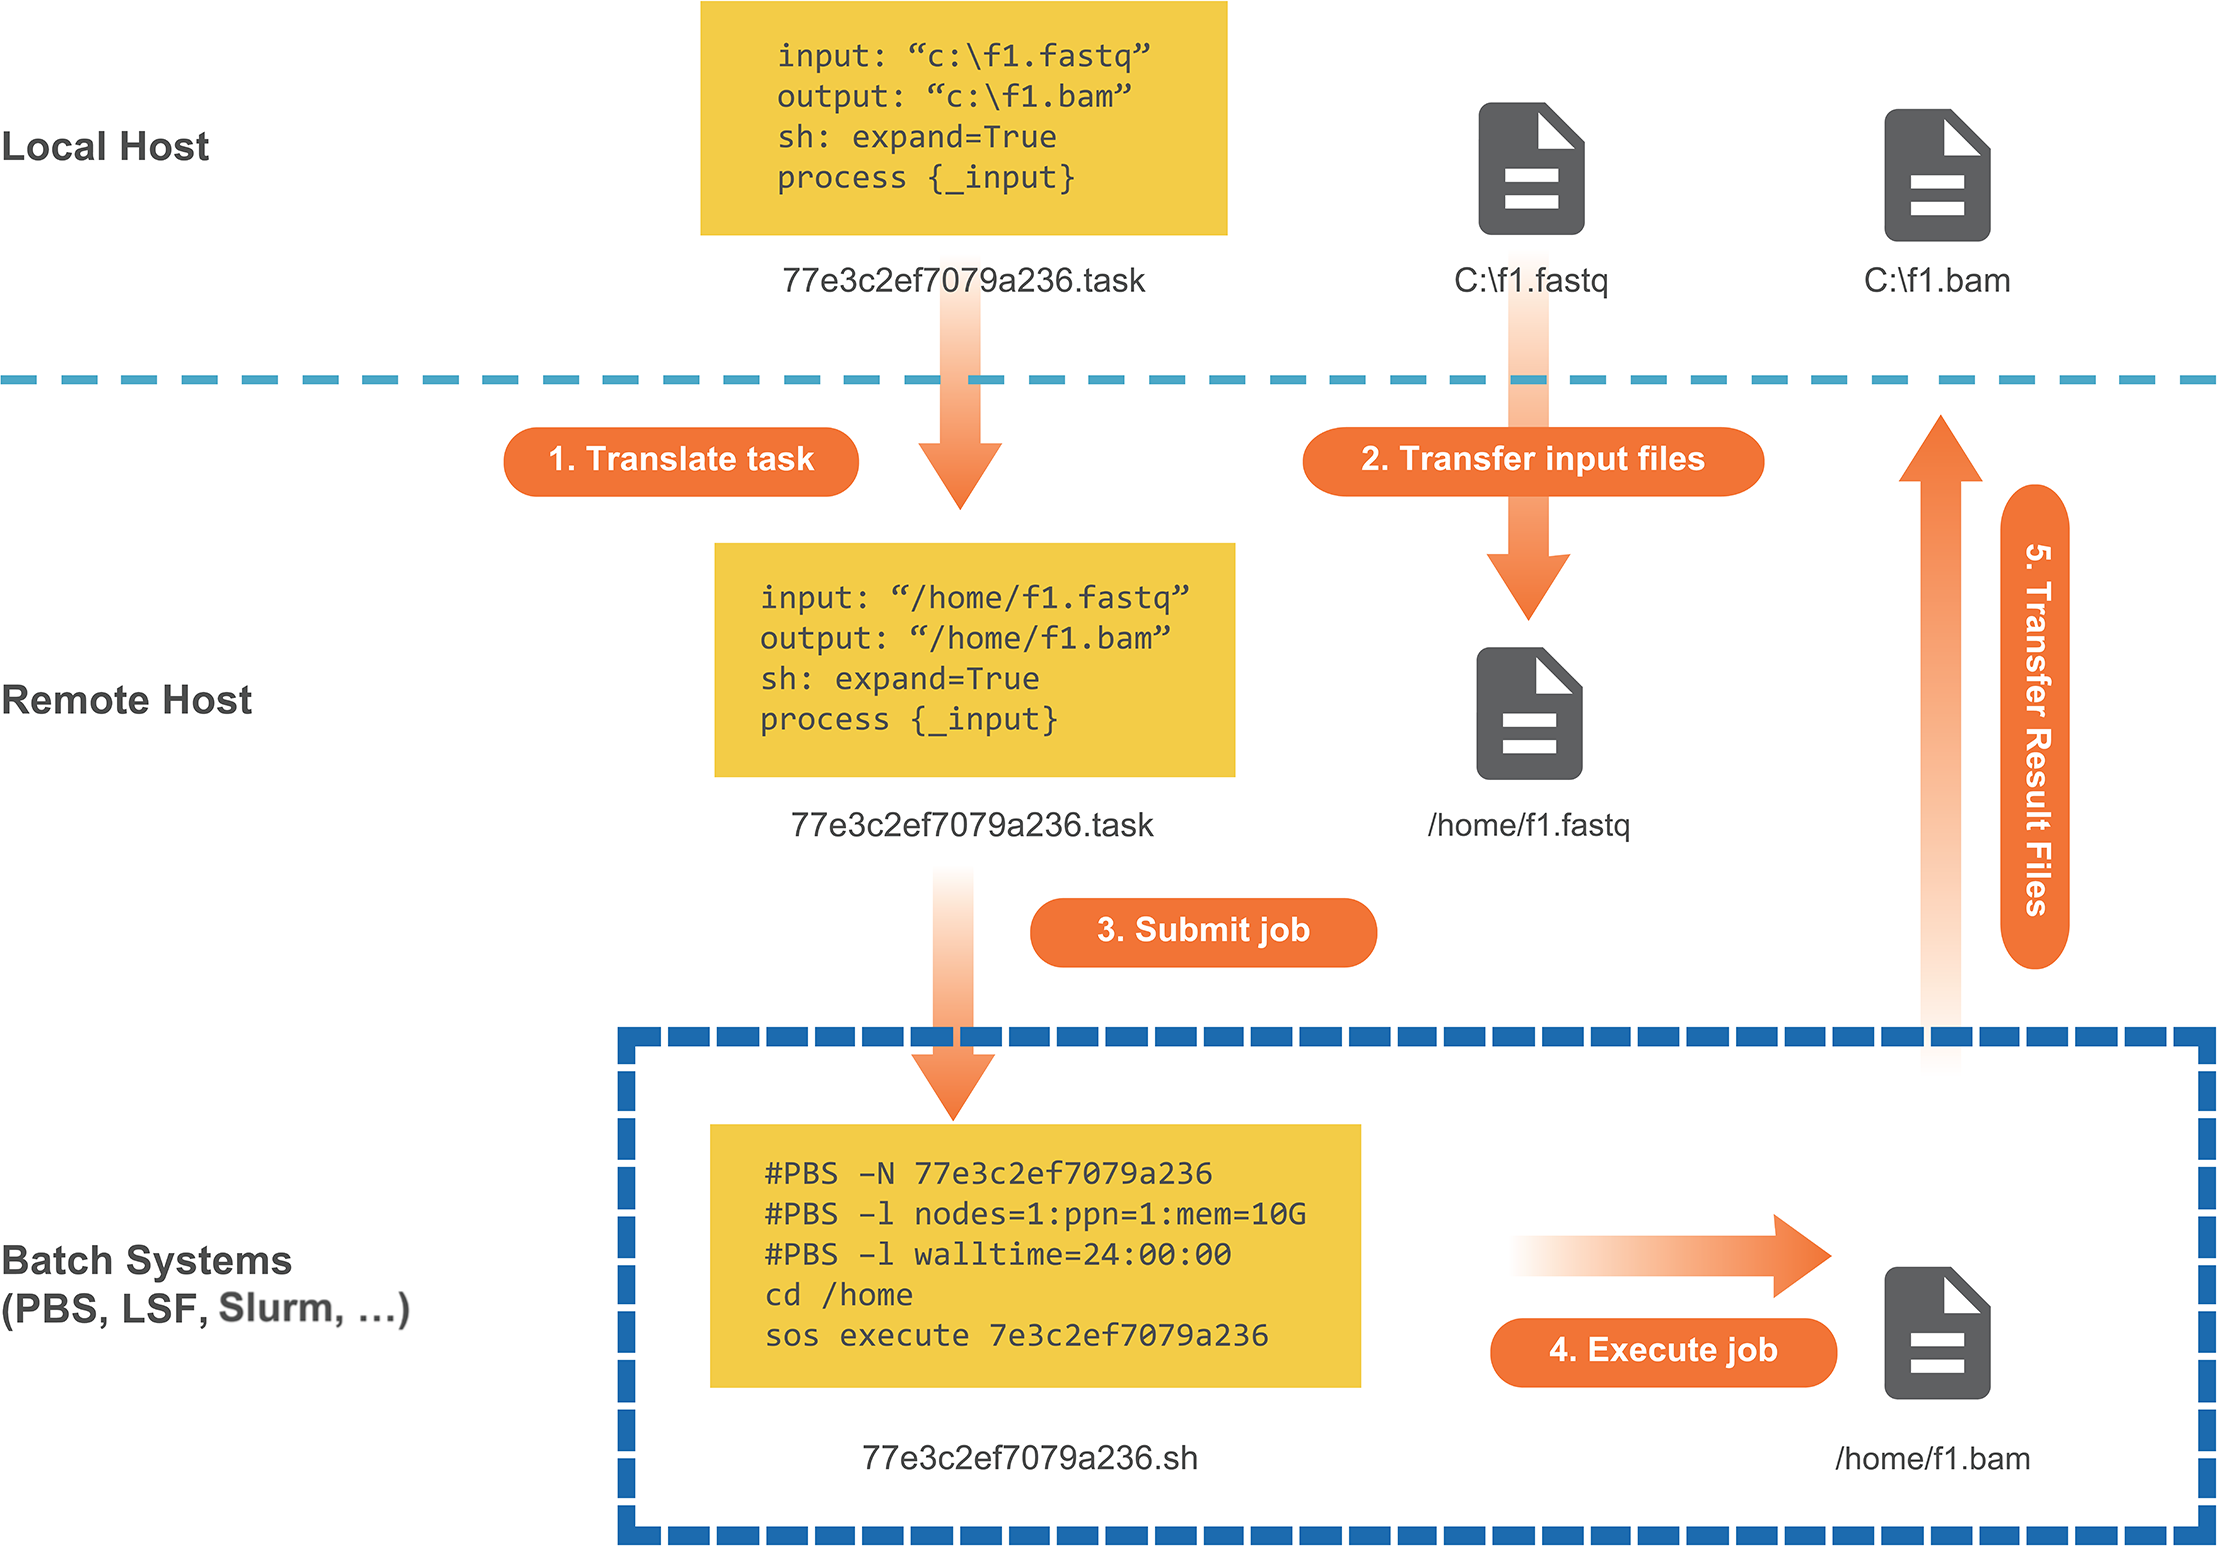 input: “c:\f1.fastq”
output: “c:\f1.bam”
sh: expand=True
process {_input}
Local Host
77e3c2ef7079a236.task
C:\f1.fastq
C:\f1.bam
1. Translate task
2. Transfer input files
5. Transfer Result Files
input: “/home/f1.fastq”
output: “/home/f1.bam”
sh: expand=True
process {_input}
Remote Host
77e3c2ef7079a236.task
/home/f1.fastq
3. Submit job
#PBS –N 77e3c2ef7079a236
#PBS –l nodes=1:ppn=1:mem=10G
#PBS –l walltime=24:00:00
cd /home
sos execute 7e3c2ef7079a236
Batch Systems
(PBS, LSF, Slurm, ...)
4. Execute job
77e3c2ef7079a236.sh
/home/f1.bam